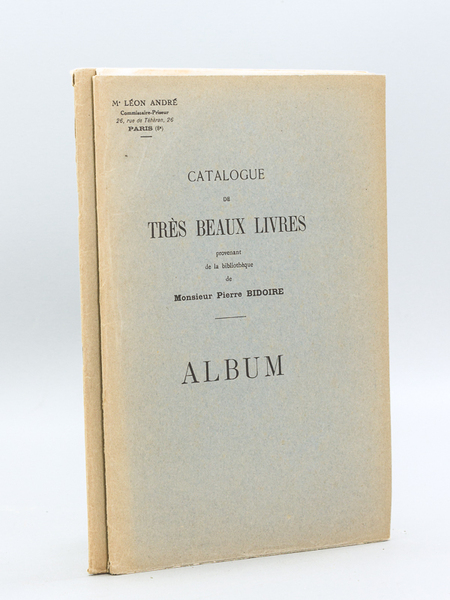 Me LÉON ANDRÉ
Commissaire-Priseur
26, rue de Téhéran, 26
PARIS (8e)
CATALOGUE
DE
TRÈS BEAUX LIVRES
provenant
de la bibliothèque
de
Monsieur Pierre BIDOIRE
ALBUM